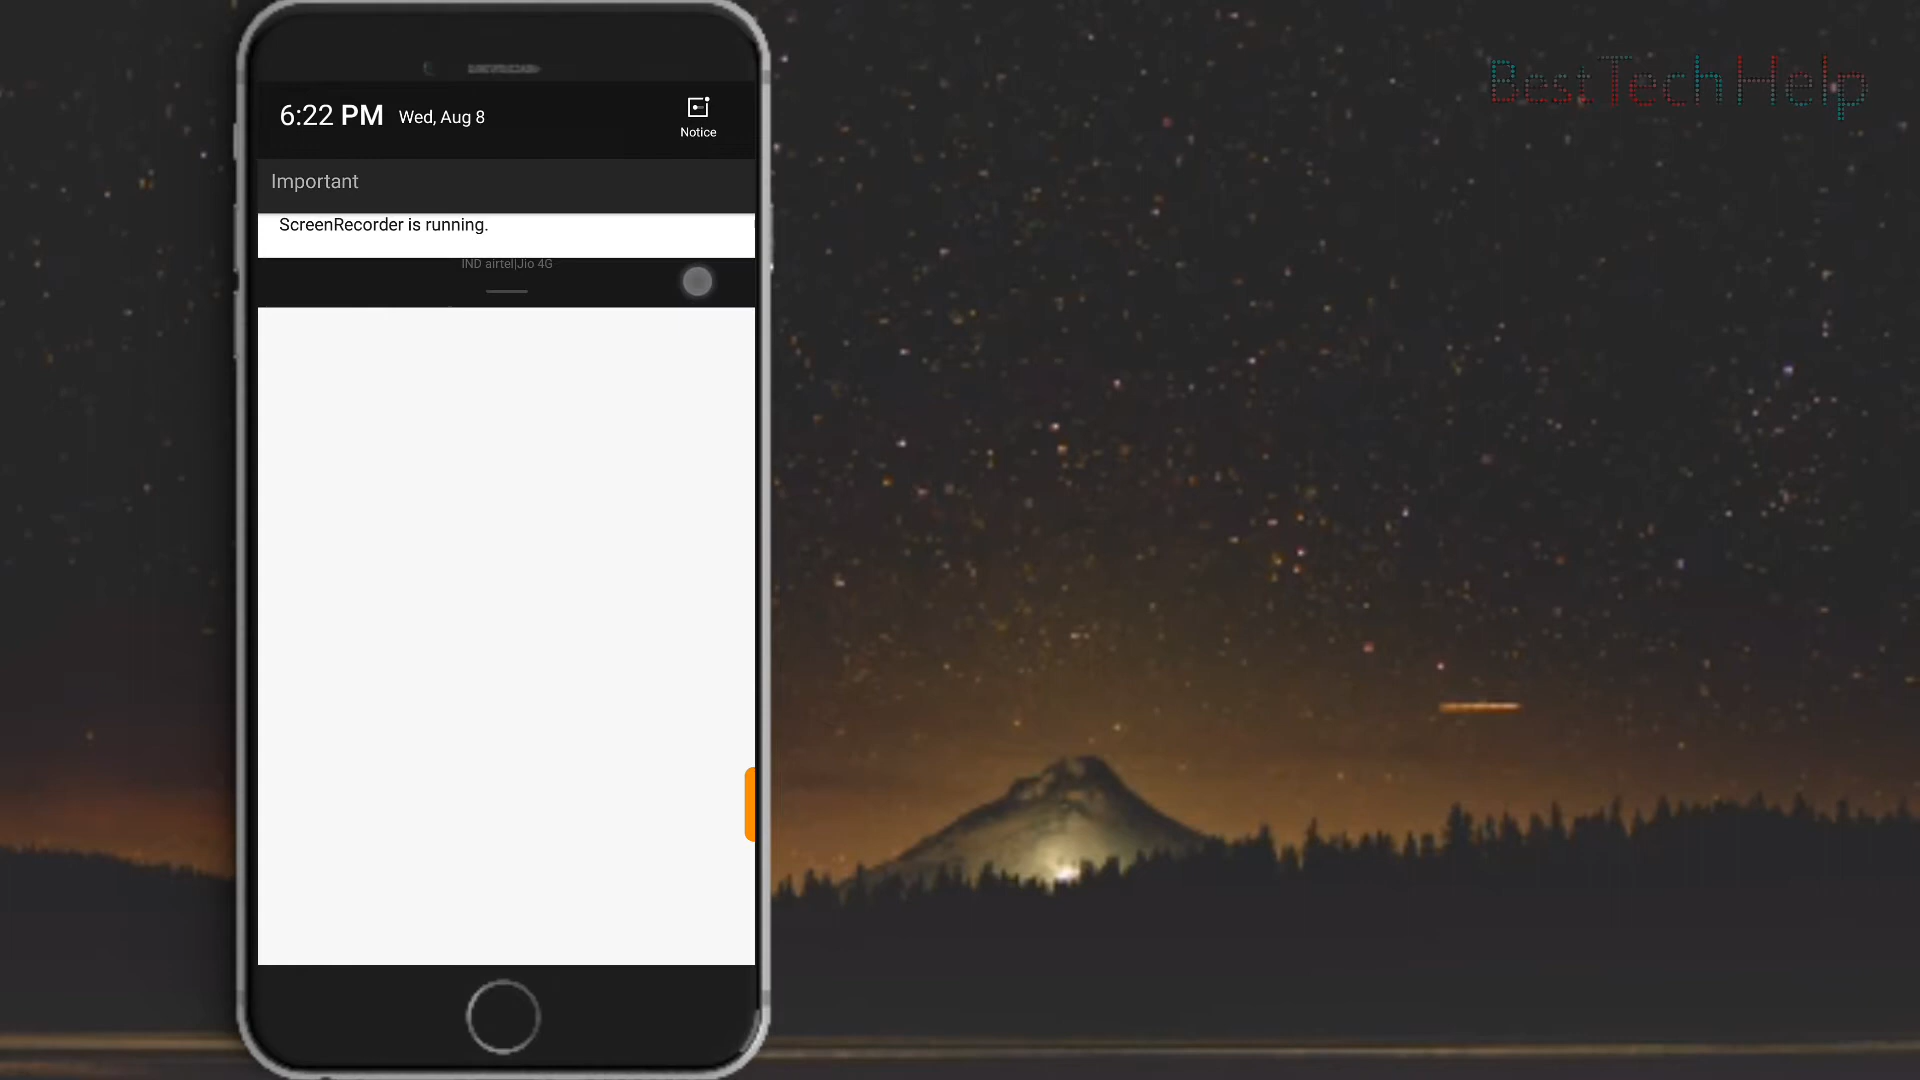 BestTechHelp
6:22 PM Wed, Aug 8
Notice
Important
ScreenRecorder is running.
IND airtel|Jio 4G